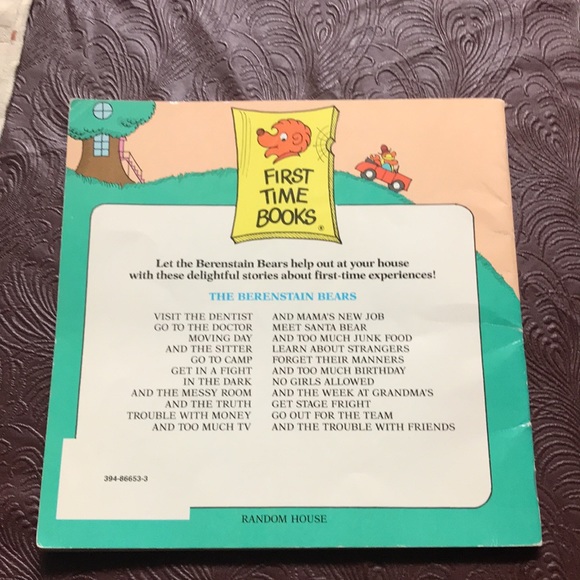 FIRST
TIME
BOOKS®
Let the Berenstain Bears help out at your house
with these delightful stories about first-time experiences!
THE BERENSTAIN BEARS
VISIT THE DENTIST
GO TO THE DOCTOR
MOVING DAY
AND THE SITTER
GO TO CAMP
GET IN A FIGHT
IN THE DARK
AND THE MESSY ROOM
AND THE TRUTH
TROUBLE WITH MONEY
AND TOO MUCH TV
AND MAMA'S NEW JOB
MEET SANTA BEAR
AND TOO MUCH JUNK FOOD
LEARN ABOUT STRANGERS
FORGET THEIR MANNERS
AND TOO MUCH BIRTHDAY
NO GIRLS ALLOWED
AND THE WEEK AT GRANDMA'S
GET STAGE FRIGHT
GO OUT FOR THE TEAM
AND THE TROUBLE WITH FRIENDS
394-86653-3
RANDOM HOUSE